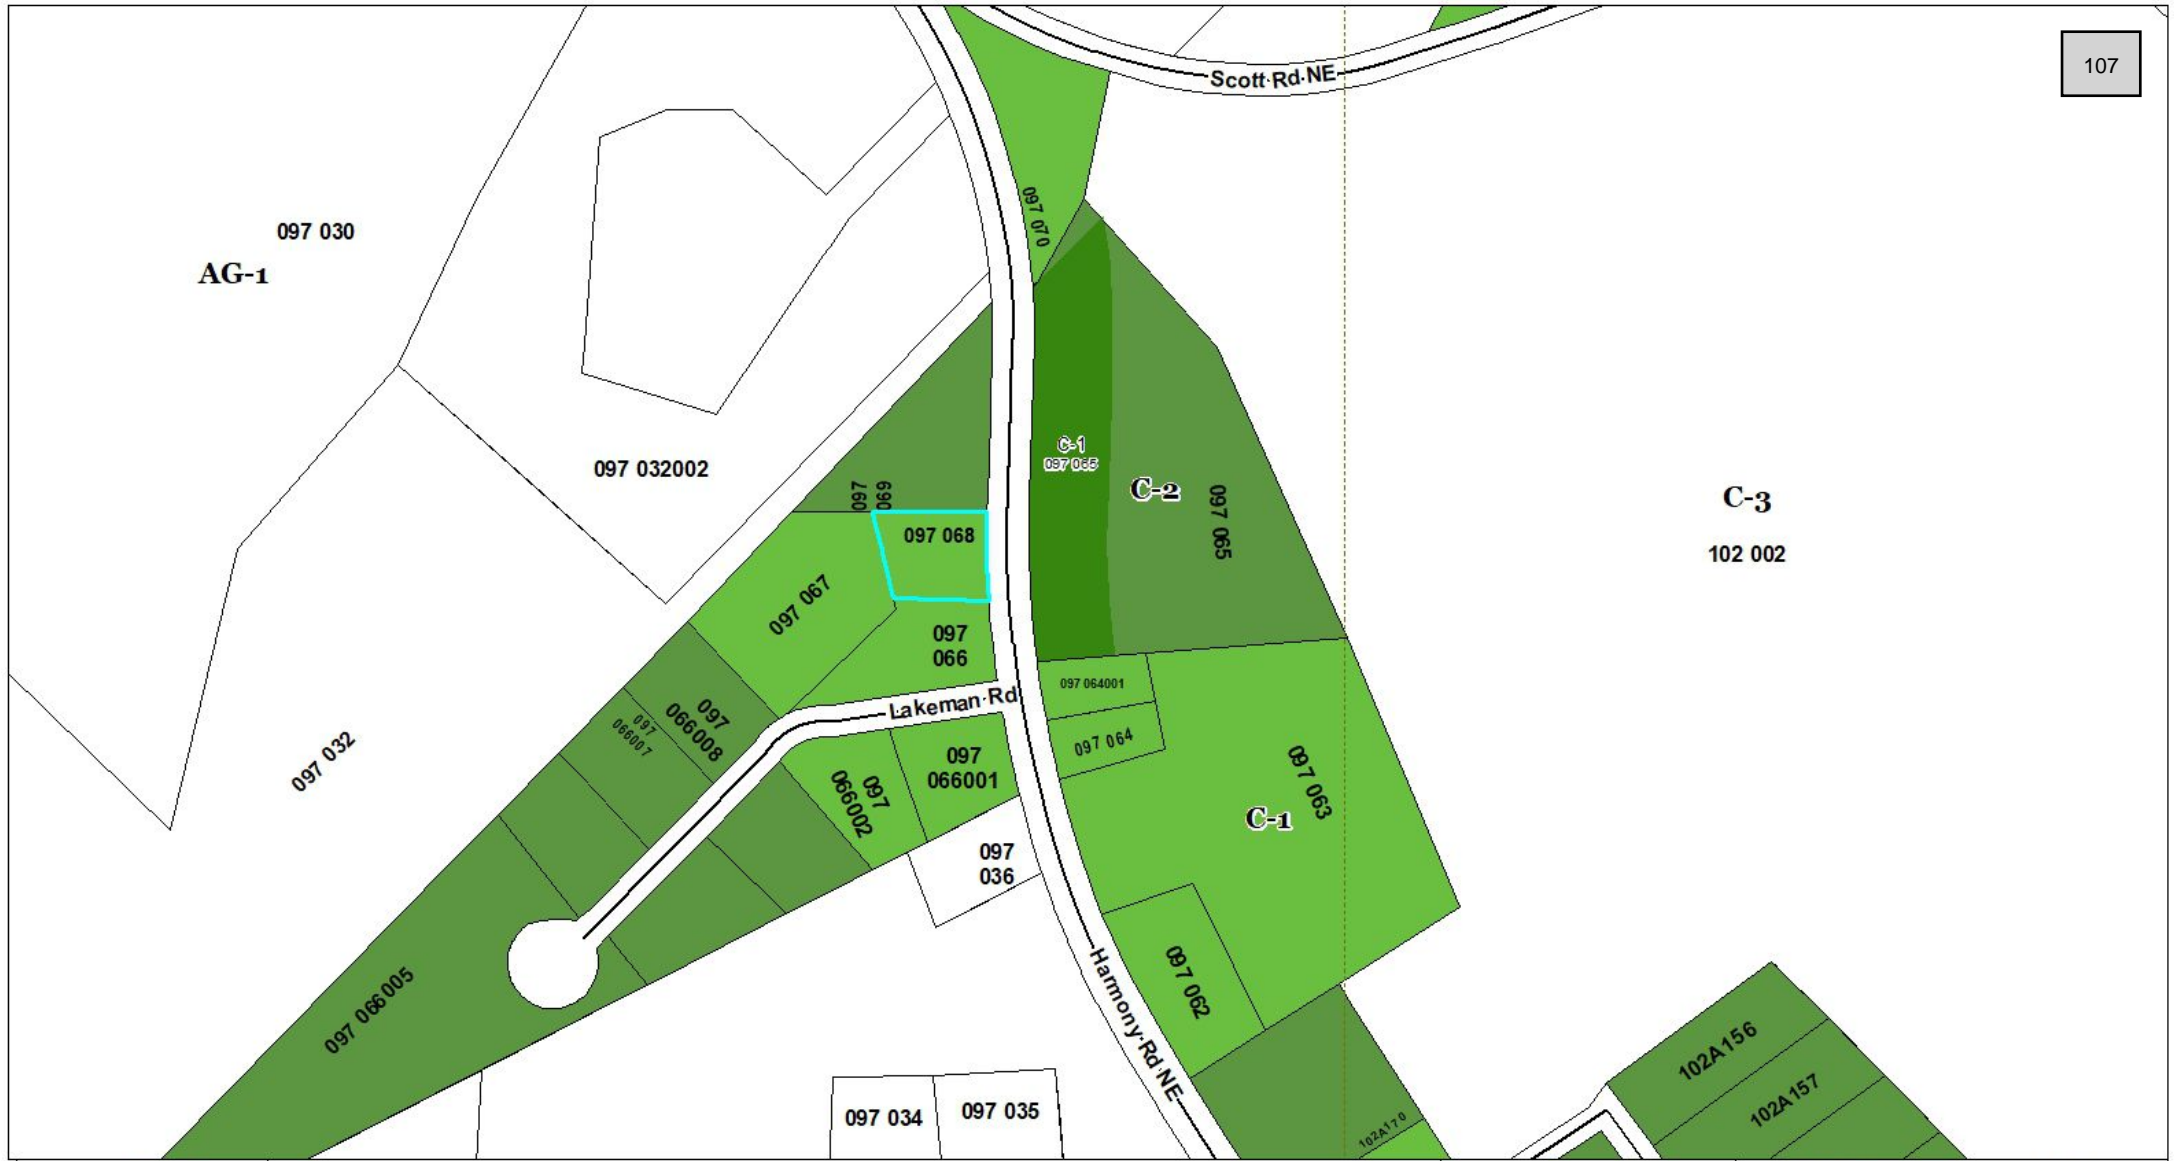 107
Scott Rd NE
097 070
097 030
AG-1
097 032002
C-1
097 065
C-2
097 065
C-3
102 002
097
069
097 068
097 067
097
066
097 064001
Lakeman Rd
097
066008
097
066007
097 064
097 032
097
066001
097
066002
097 063
C-1
097
036
097 062
Harmony Rd NE
097 066005
097 034
097 035
102A156
102A157
102A170